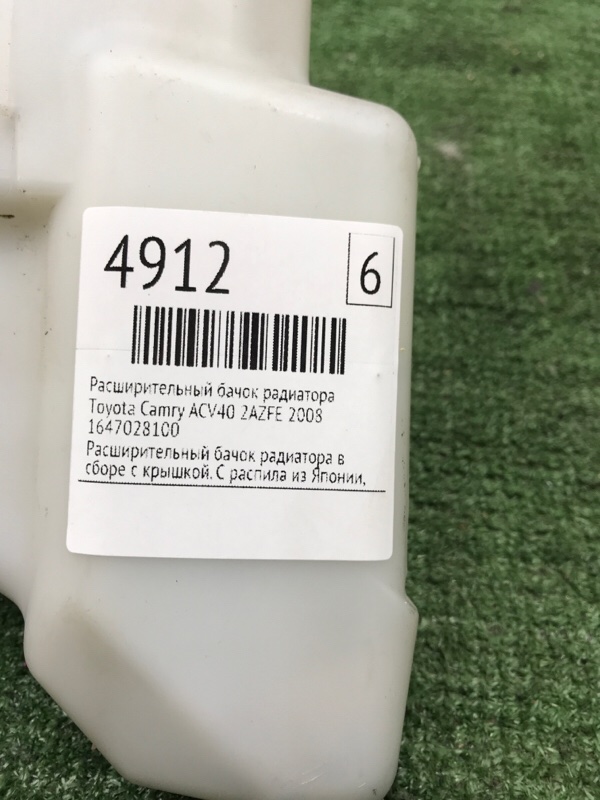 4912
6
Расширительный бачок радиатора
Toyota Camry ACV40 2AZFE 2008
1647028100
Расширительный бачок радиатора в
сборе с крышкой. С распила из Японии,